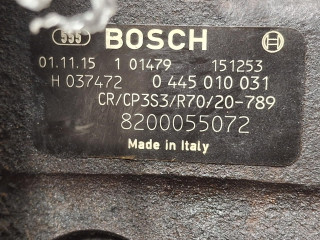 555 BOSCH
01.11.15 1 01479 151253
H 037472 0 445 010 031
CR/CP3S3/R70/20-789
8200055072
Made in Italy